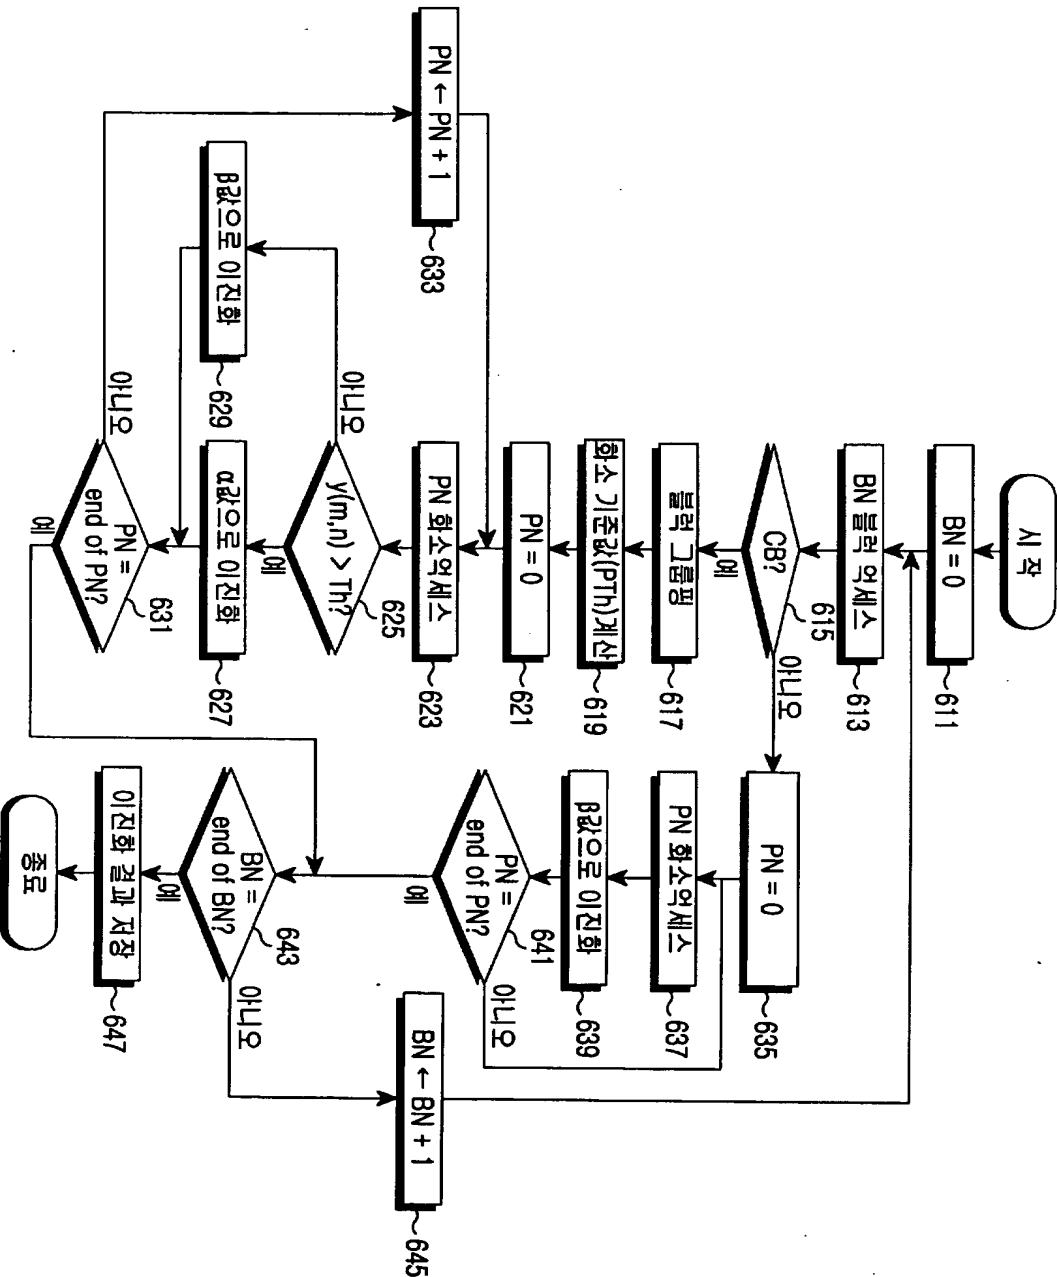 시 작
BN = 0
611
BN 블럭 억세스
613
CB?
615
예
아니오
블럭 그룹핑
617
화소 기준값(PTh)계산
619
PN = 0
621
PN 화소억세스
623
y(m,n) > Th?
625
예
아니오
α값으로 이진화
627
β값으로 이진화
629
PN =
end of PN?
631
예
아니오
PN ← PN + 1
633
PN = 0
635
PN 화소억세스
637
β값으로 이진화
639
PN =
end of PN?
641
예
아니오
BN =
end of BN?
643
예
아니오
BN ← BN + 1
645
이진화 결과 저장
647
종료